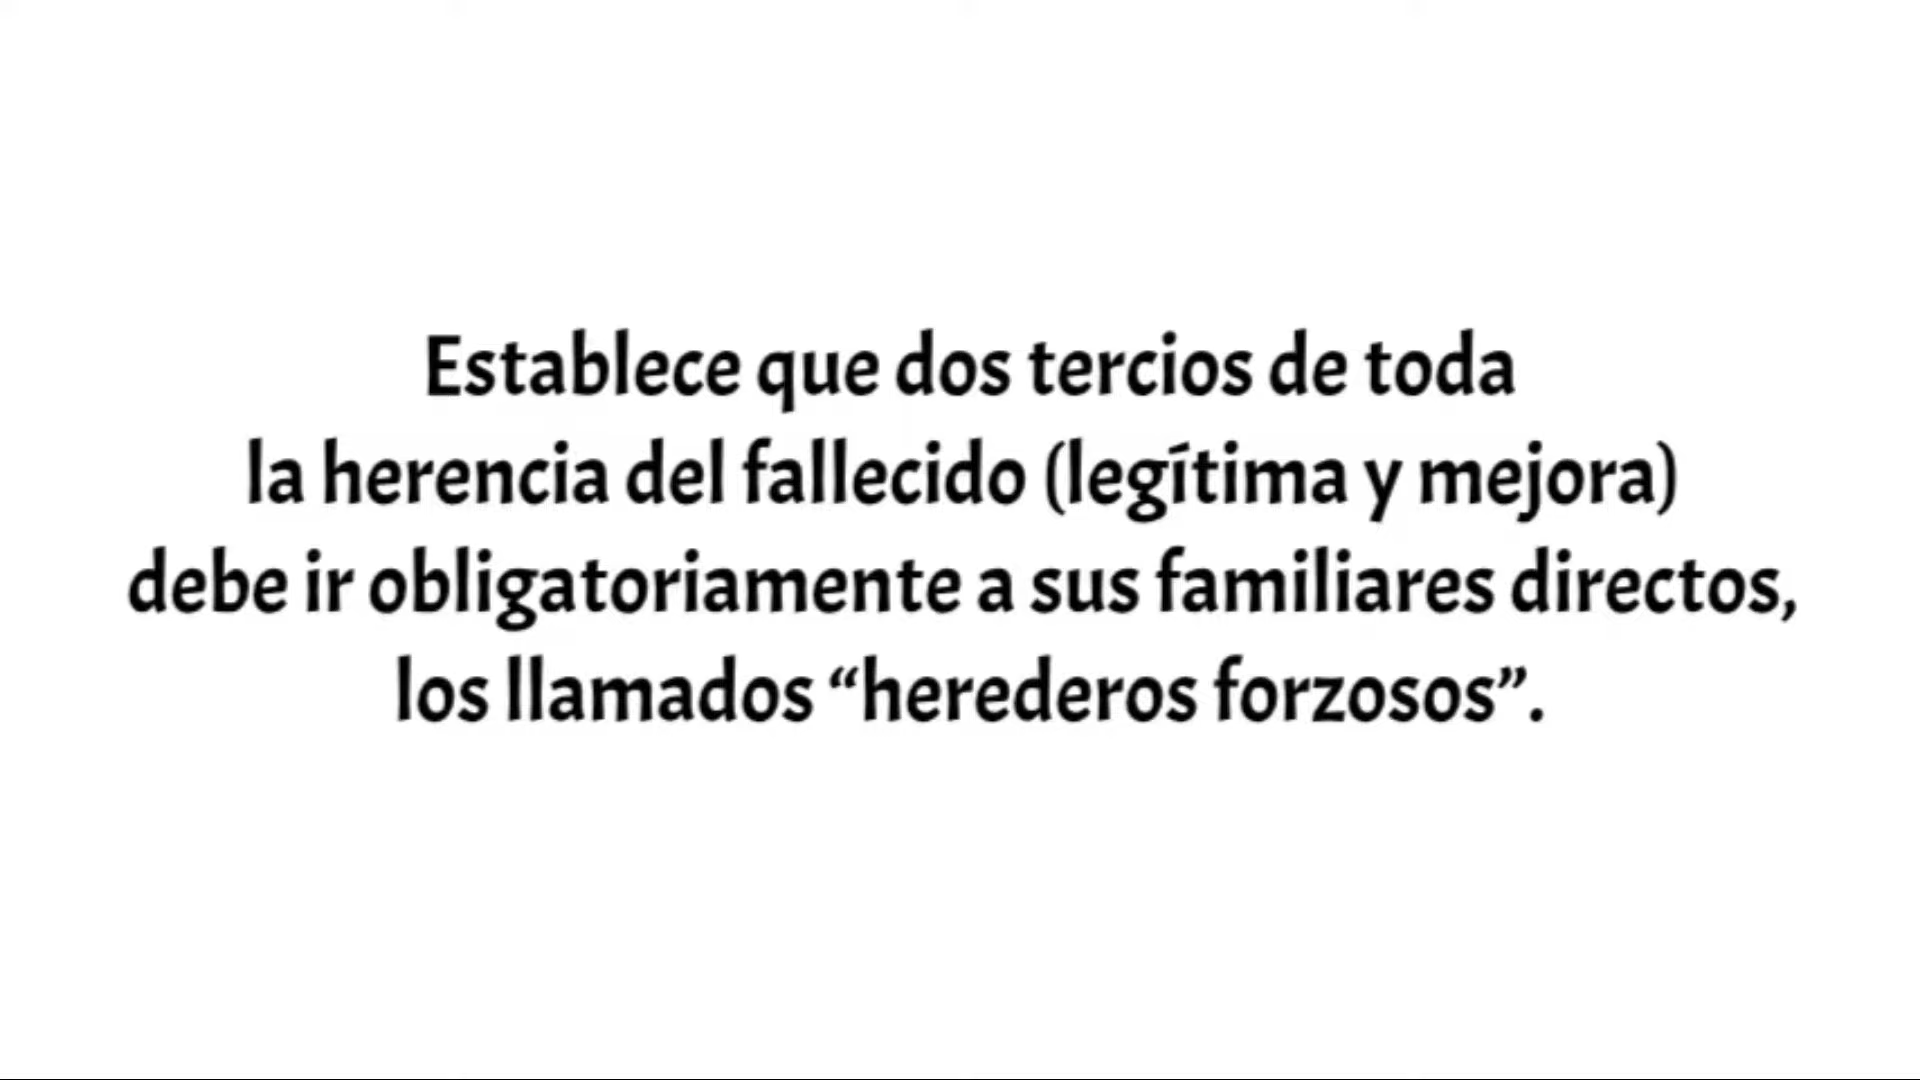 Establece que dos tercios de toda
la herencia del fallecido (legítima y mejora)
debe ir obligatoriamente a sus familiares directos,
los llamados “herederos forzosos”.